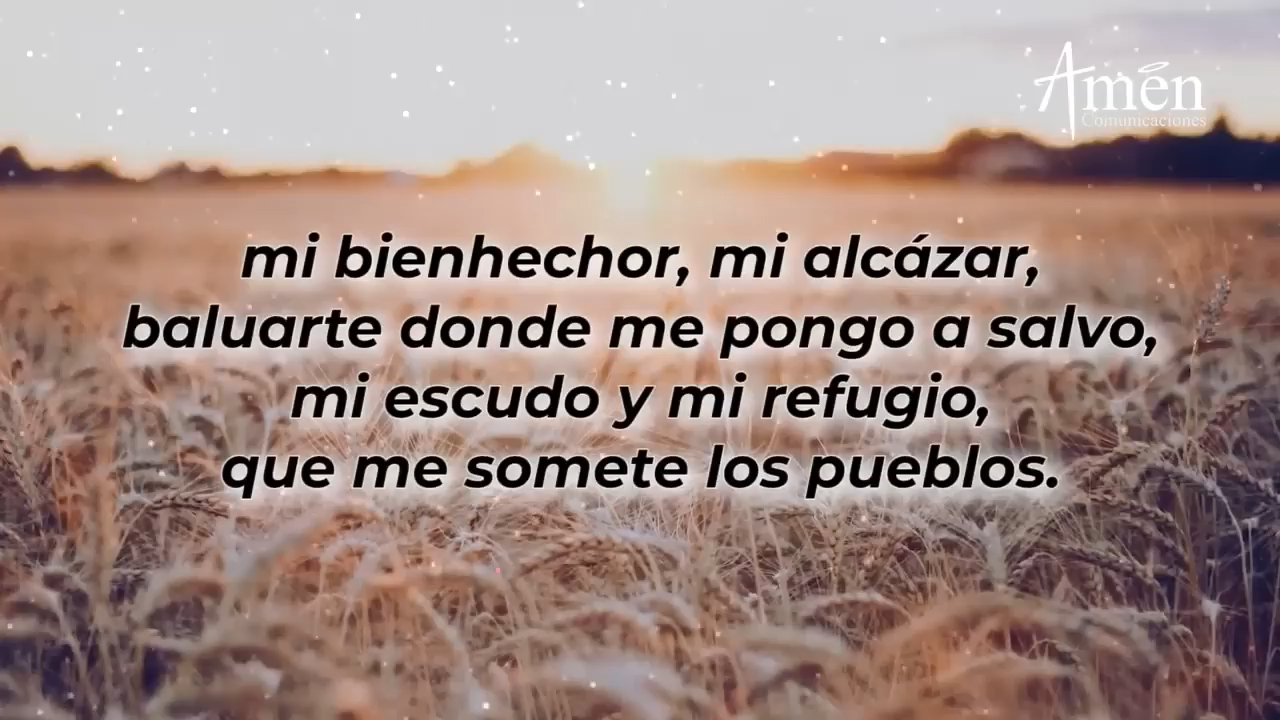 Amén
Comunicaciones
mi bienhechor, mi alcázar,
baluarte donde me pongo a salvo,
mi escudo y mi refugio,
que me somete los pueblos.